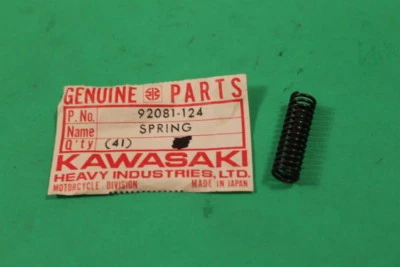 GENUINE PARTS
P.No. 92081-124
Name SPRING
Q'ty (41)
KAWASAKI
HEAVY INDUSTRIES, LTD.
MOTORCYCLE DIVISION MADE IN JAPAN